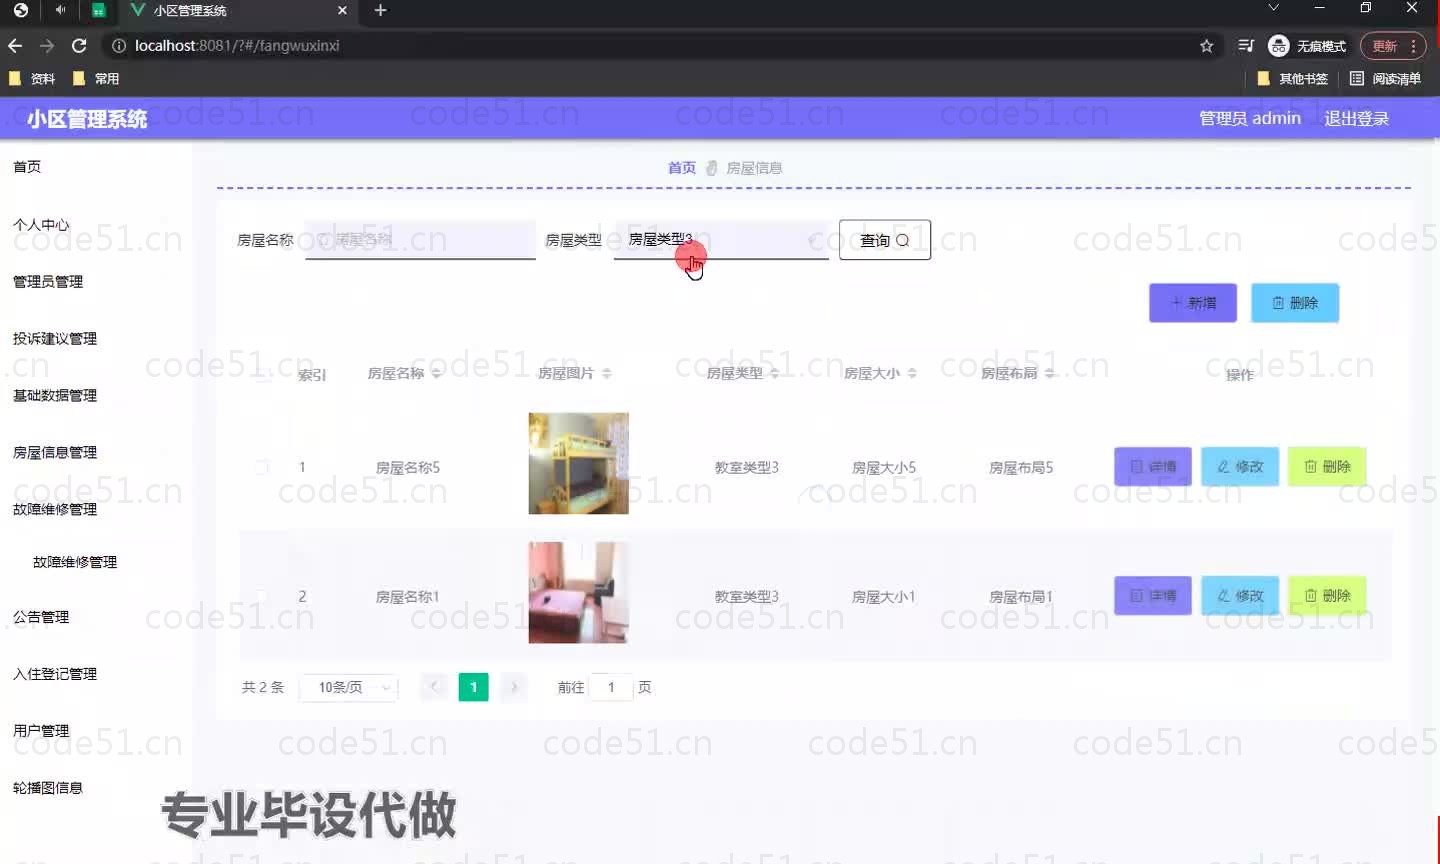 小区管理系统
localhost:8081/?#/fangwuxinxi
无痕模式
更新
资料
常用
其他书签
阅读清单
小区管理系统
管理员 admin
退出登录
首页
个人中心
管理员管理
投诉建议管理
基础数据管理
房屋信息管理
故障维修管理
故障维修管理
公告管理
入住登记管理
用户管理
轮播图信息
首页 房屋信息
房屋名称 房屋名称 房屋类型 房屋类型3 查询
新增 删除
索引 房屋名称 房屋图片 房屋类型 房屋大小 房屋布局 操作
1 房屋名称5 教室类型3 房屋大小5 房屋布局5 详情 修改 删除
2 房屋名称1 教室类型3 房屋大小1 房屋布局1 详情 修改 删除
共 2 条 10条/页 1 前往 1 页
code51.cn
专业毕设代做